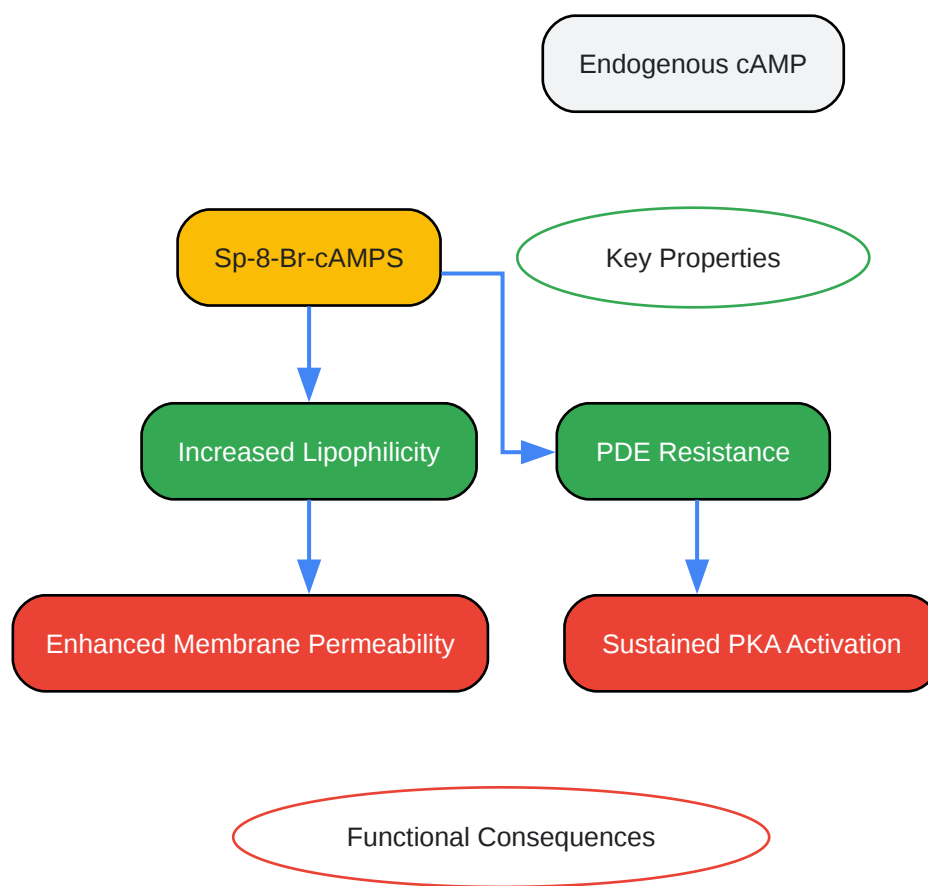 Endogenous cAMP
Sp-8-Br-cAMPS
Key Properties
Increased Lipophilicity
PDE Resistance
Enhanced Membrane Permeability
Sustained PKA Activation
Functional Consequences